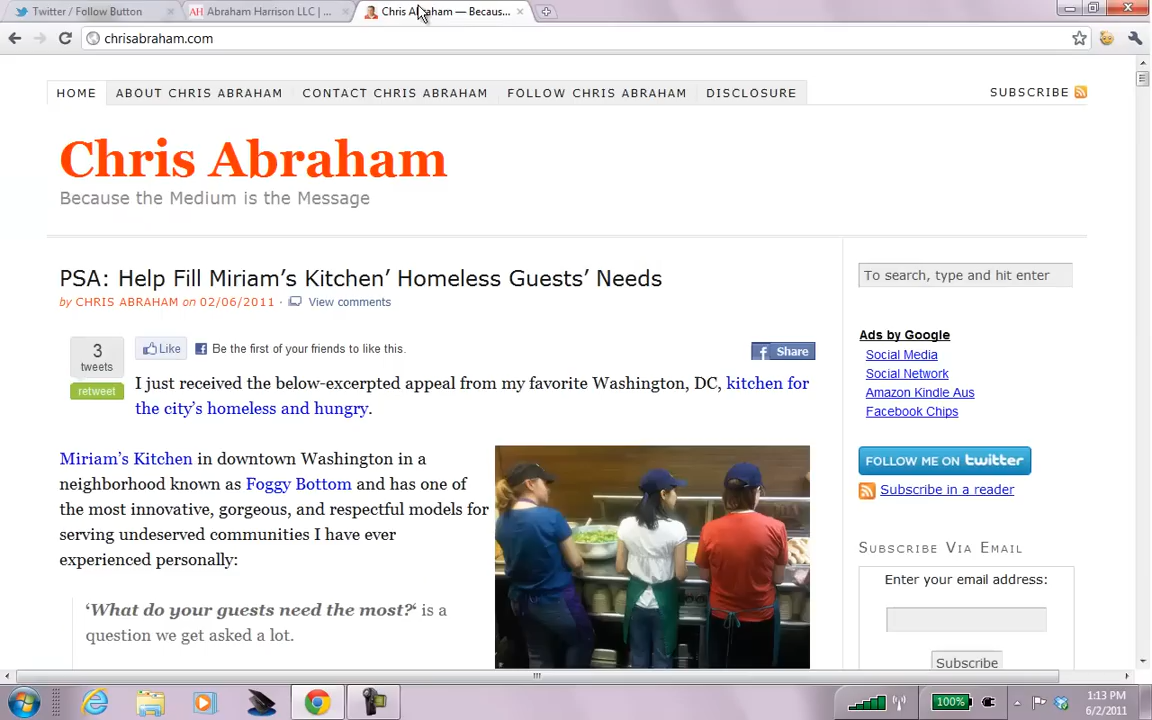 Twitter / Follow Button
AH Abraham Harrison LLC | ...
Chris Abraham — Becaus...
chrisabraham.com
HOME ABOUT CHRIS ABRAHAM CONTACT CHRIS ABRAHAM FOLLOW CHRIS ABRAHAM DISCLOSURE
SUBSCRIBE
Chris Abraham
Because the Medium is the Message
PSA: Help Fill Miriam's Kitchen' Homeless Guests' Needs
by CHRIS ABRAHAM on 02/06/2011 · View comments
3
tweets
retweet
Like
Be the first of your friends to like this.
f Share
I just received the below-excerpted appeal from my favorite Washington, DC, kitchen for
the city's homeless and hungry.
Miriam's Kitchen in downtown Washington in a
neighborhood known as Foggy Bottom and has one of
the most innovative, gorgeous, and respectful models for
serving undeserved communities I have ever
experienced personally:
'What do your guests need the most?' is a
question we get asked a lot.
To search, type and hit enter
Ads by Google
Social Media
Social Network
Amazon Kindle Aus
Facebook Chips
FOLLOW ME ON twitter
Subscribe in a reader
SUBSCRIBE VIA EMAIL
Enter your email address:
Subscribe
100%
1:13 PM
6/2/2011